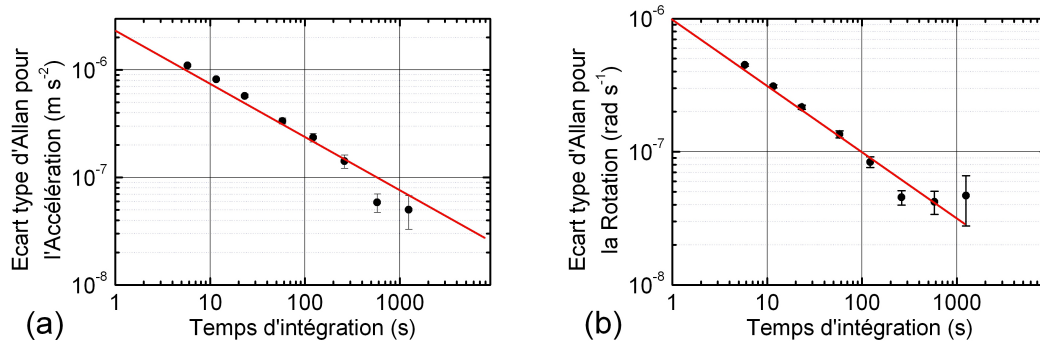 Ecart type d'Allan pour
l'Accélération (m s⁻²)
10⁻⁶
10⁻⁷
10⁻⁸
1 10 100 1000
Temps d'intégration (s)
(a)
Ecart type d'Allan pour
la Rotation (rad s⁻¹)
10⁻⁶
10⁻⁷
10⁻⁸
1 10 100 1000
Temps d'intégration (s)
(b)